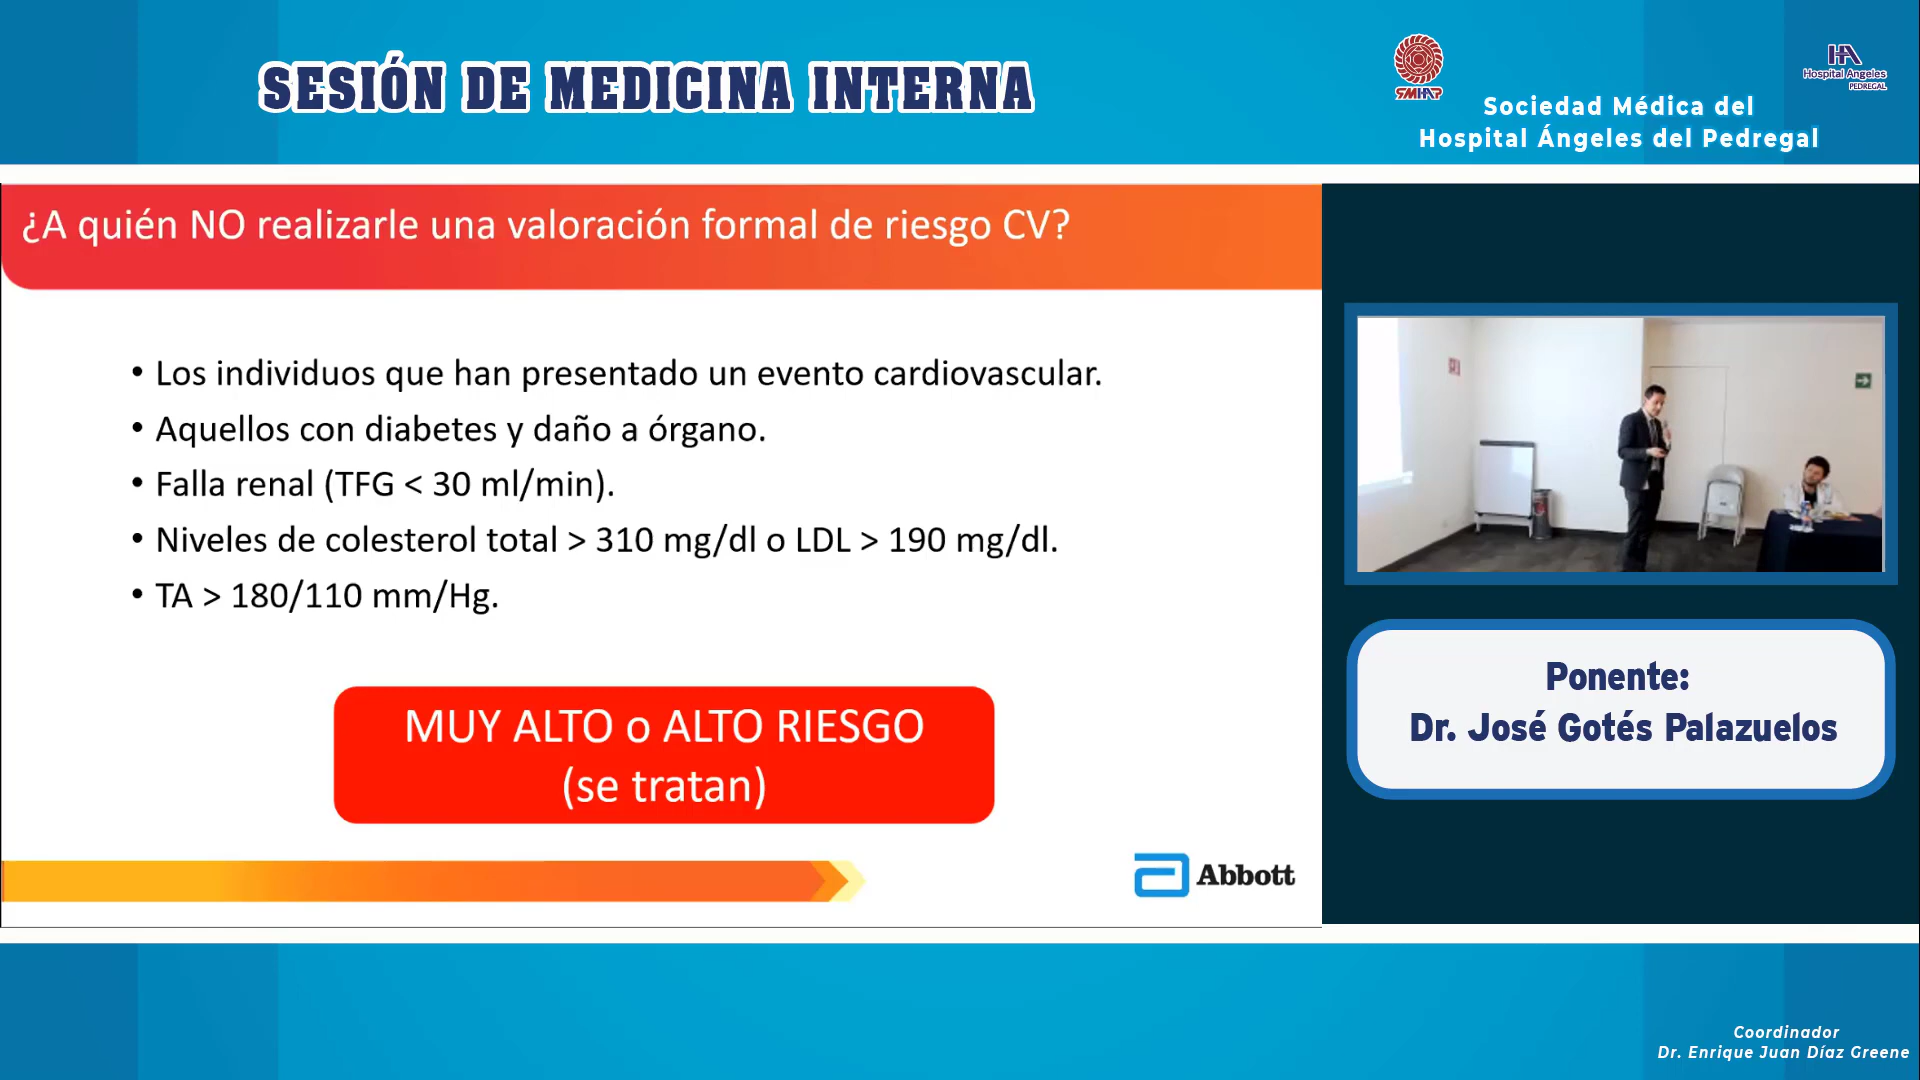 SESIÓN DE MEDICINA INTERNA
SMHAP
Hospital Angeles
PEDREGAL
Sociedad Médica del
Hospital Ángeles del Pedregal
¿A quién NO realizarle una valoración formal de riesgo CV?
• Los individuos que han presentado un evento cardiovascular.
• Aquellos con diabetes y daño a órgano.
• Falla renal (TFG < 30 ml/min).
• Niveles de colesterol total > 310 mg/dl o LDL > 190 mg/dl.
• TA > 180/110 mm/Hg.
MUY ALTO o ALTO RIESGO
(se tratan)
Abbott
Ponente:
Dr. José Gotés Palazuelos
Coordinador
Dr. Enrique Juan Díaz Greene